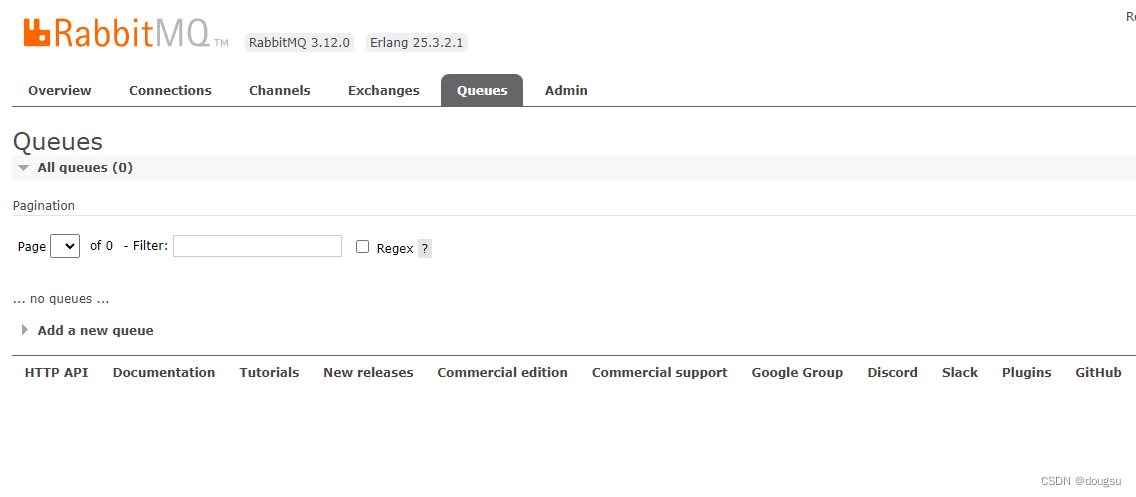 Re
RabbitMQ TM RabbitMQ 3.12.0 Erlang 25.3.2.1
Overview Connections Channels Exchanges Queues Admin
Queues
All queues (0)
Pagination
Page of 0 - Filter: Regex ?
... no queues ...
Add a new queue
HTTP API Documentation Tutorials New releases Commercial edition Commercial support Google Group Discord Slack Plugins GitHub
CSDN @dougsu